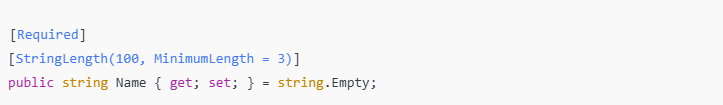 [Required]
[StringLength(100, MinimumLength = 3)]
public string Name { get; set; } = string.Empty;